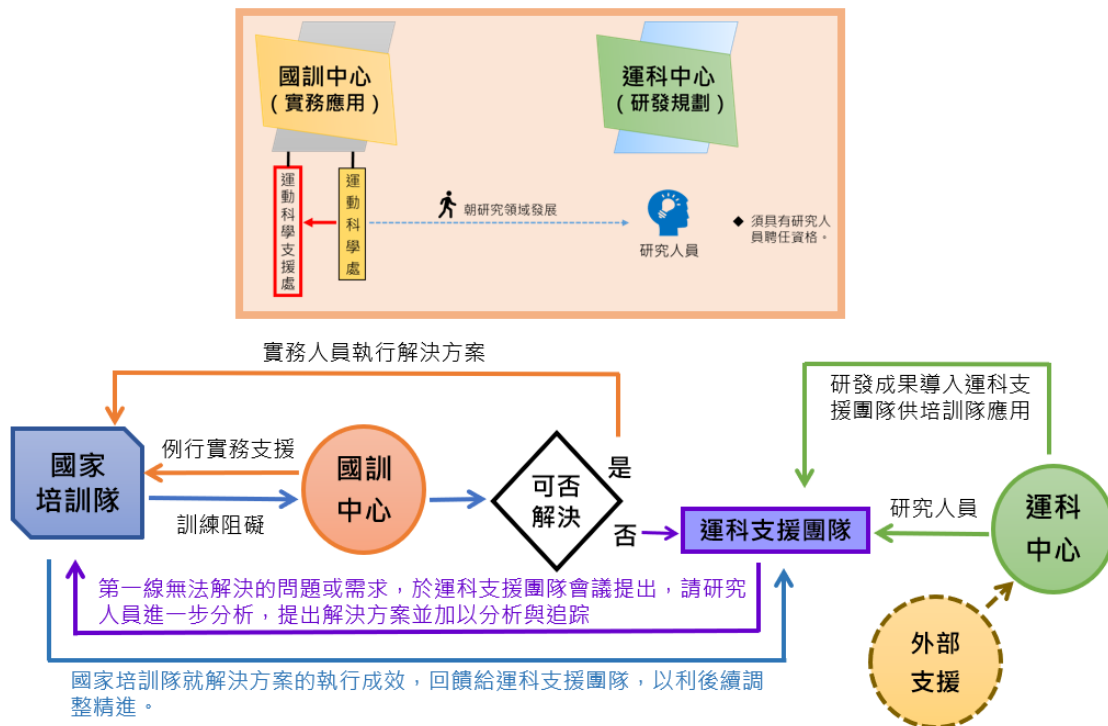 國訓中心
（實務應用）
運科中心
（研發規劃）
運動科學支援處
運動科學處
朝研究領域發展
研究人員
◆ 須具有研究人
員聘任資格。
實務人員執行解決方案
研發成果導入運科支
援團隊供培訓隊應用
國家
培訓隊
例行實務支援
訓練阻礙
國訓
中心
可否
解決
是
否
運科支援團隊
研究人員
運科
中心
第一線無法解決的問題或需求，於運科支援團隊會議提出，請研究
人員進一步分析，提出解決方案並加以分析與追踪
外部
支援
國家培訓隊就解決方案的執行成效，回饋給運科支援團隊，以利後續調
整精進。